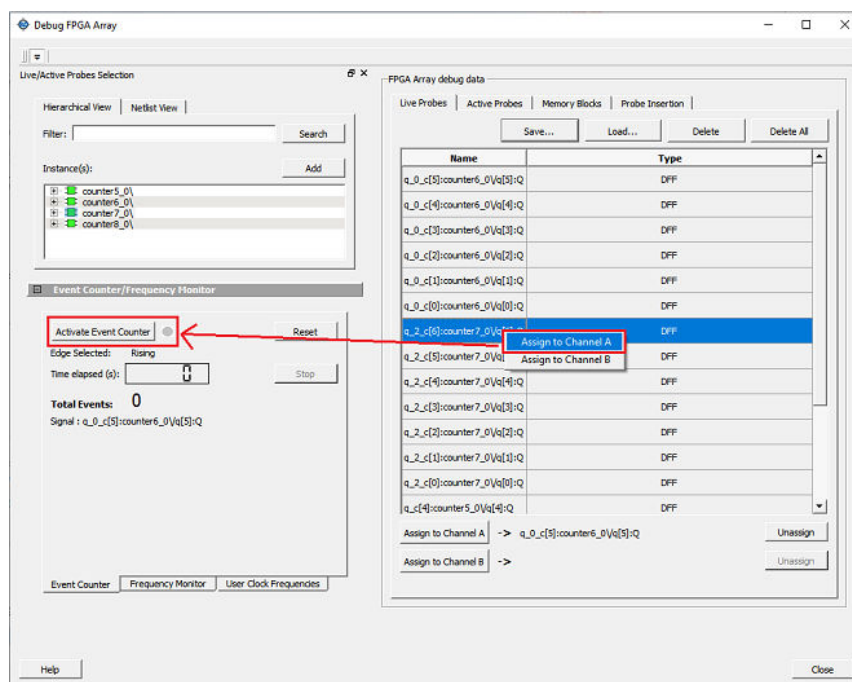 Debug FPGA Array
Live/Active Probes Selection
Hierarchical View
Netlist View
Filter:
Search
Instance(s):
Add
counter5_0\
counter6_0\
counter7_0\
counter8_0\
Event Counter/Frequency Monitor
Activate Event Counter
Reset
Edge Selected: Rising
Time elapsed (s): 0
Stop
Total Events: 0
Signal : q_0_c[5]:counter6_0\/q[5]:Q
Event Counter
Frequency Monitor
User Clock Frequencies
Help
FPGA Array debug data
Live Probes
Active Probes
Memory Blocks
Probe Insertion
Save...
Load...
Delete
Delete All
Name Type
q_0_c[5]:counter6_0\/q[5]:Q DFF
q_0_c[4]:counter6_0\/q[4]:Q DFF
q_0_c[3]:counter6_0\/q[3]:Q DFF
q_0_c[2]:counter6_0\/q[2]:Q DFF
q_0_c[1]:counter6_0\/q[1]:Q DFF
q_0_c[0]:counter6_0\/q[0]:Q DFF
q_2_c[6]:counter7_0\/q DFF
Assign to Channel A
Assign to Channel B
q_2_c[5]:counter7_0\/q DFF
q_2_c[4]:counter7_0\/q[4]:Q DFF
q_2_c[3]:counter7_0\/q[3]:Q DFF
q_2_c[2]:counter7_0\/q[2]:Q DFF
q_2_c[1]:counter7_0\/q[1]:Q DFF
q_2_c[0]:counter7_0\/q[0]:Q DFF
q_c[4]:counter5_0\/q[4]:Q DFF
Assign to Channel A -> q_0_c[5]:counter6_0\/q[5]:Q
Unassign
Assign to Channel B ->
Unassign
Close